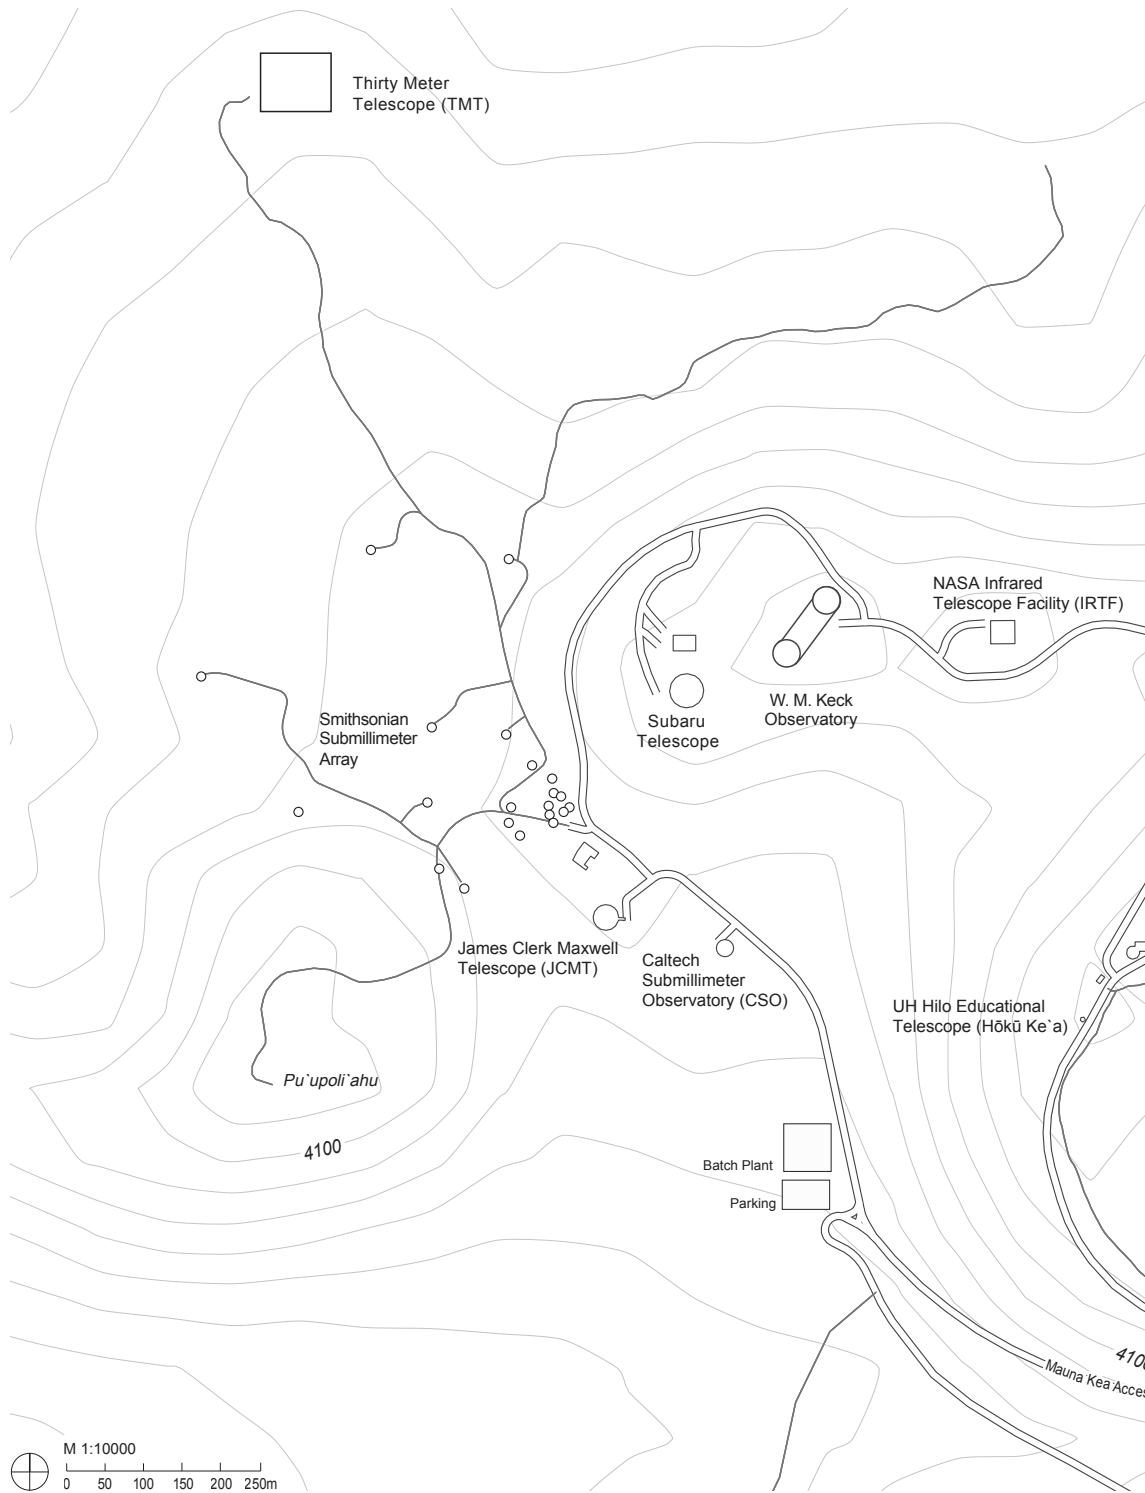 Thirty Meter
Telescope (TMT)
NASA Infrared
Telescope Facility (IRTF)
W. M. Keck
Observatory
Subaru
Telescope
Smithsonian
Submillimeter
Array
James Clerk Maxwell
Telescope (JCMT)
Caltech
Submillimeter
Observatory (CSO)
UH Hilo Educational
Telescope (Hōkū Ke`a)
Pu`upoli`ahu
4100
Batch Plant
Parking
4100
Mauna Kea Acces
M 1:10000
0 50 100 150 200 250m